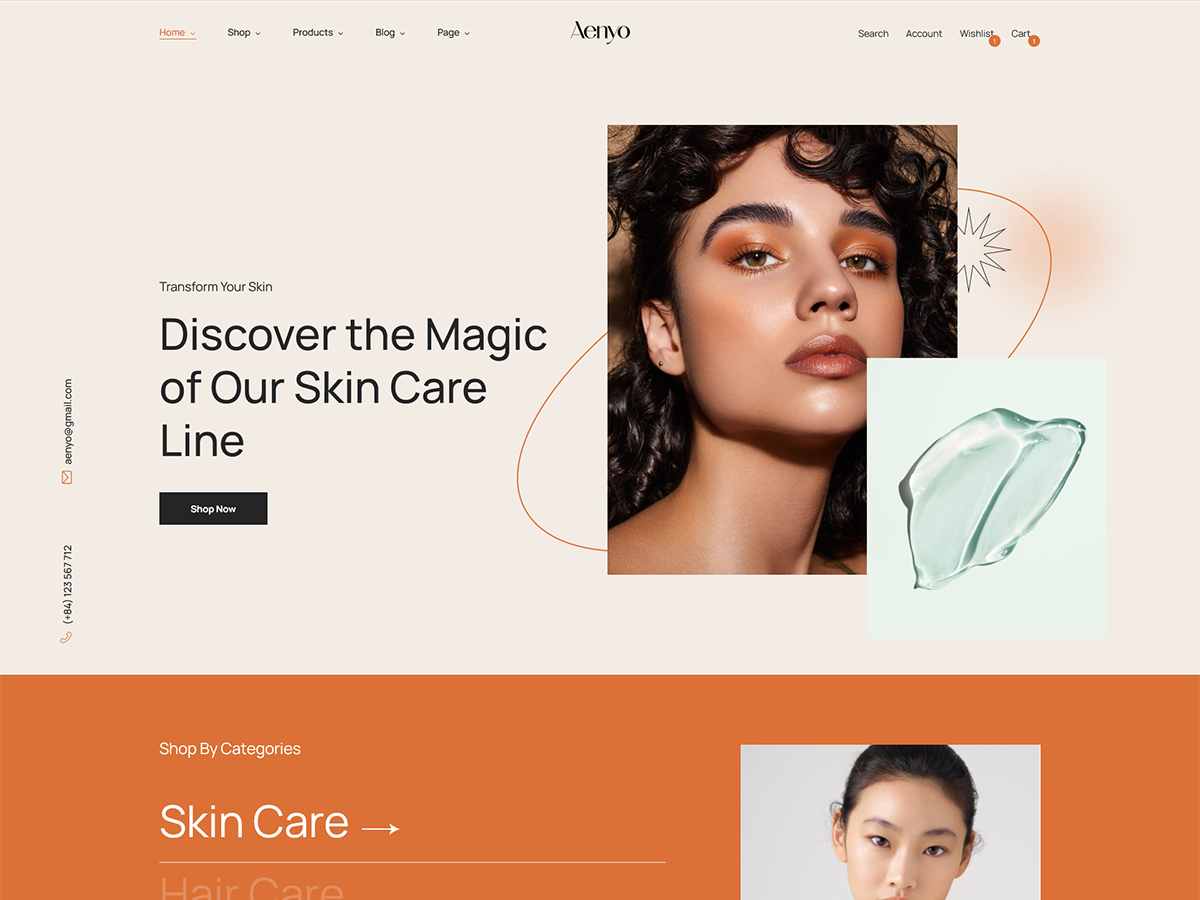 Home Shop Products Blog Page Aenyo Search Account Wishlist 1 Cart 1
Transform Your Skin
Discover the Magic
of Our Skin Care
Line
Shop Now
aenyo@gmail.com
(+84) 123 567 712
Shop By Categories
Skin Care
Hair Care